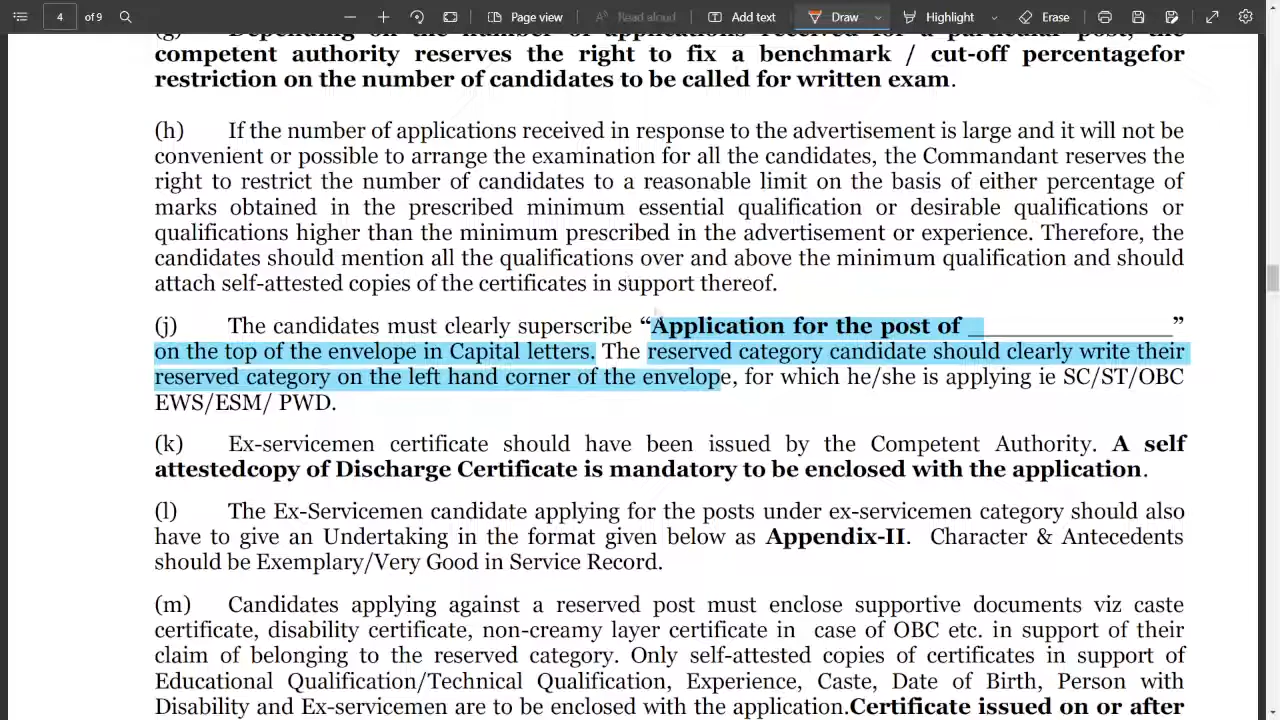 4 of 9 Page view Read aloud Add text Draw Highlight Erase
(g) Depending on the number of applications received for a particular post, the
competent authority reserves the right to fix a benchmark / cut-off percentagefor
restriction on the number of candidates to be called for written exam.
(h) If the number of applications received in response to the advertisement is large and it will not be
convenient or possible to arrange the examination for all the candidates, the Commandant reserves the
right to restrict the number of candidates to a reasonable limit on the basis of either percentage of
marks obtained in the prescribed minimum essential qualification or desirable qualifications or
qualifications higher than the minimum prescribed in the advertisement or experience. Therefore, the
candidates should mention all the qualifications over and above the minimum qualification and should
attach self-attested copies of the certificates in support thereof.
(j) The candidates must clearly superscribe “Application for the post of _________________”
on the top of the envelope in Capital letters. The reserved category candidate should clearly write their
reserved category on the left hand corner of the envelope, for which he/she is applying ie SC/ST/OBC
EWS/ESM/ PWD.
(k) Ex-servicemen certificate should have been issued by the Competent Authority. A self
attestedcopy of Discharge Certificate is mandatory to be enclosed with the application.
(l) The Ex-Servicemen candidate applying for the posts under ex-servicemen category should also
have to give an Undertaking in the format given below as Appendix-II. Character & Antecedents
should be Exemplary/Very Good in Service Record.
(m) Candidates applying against a reserved post must enclose supportive documents viz caste
certificate, disability certificate, non-creamy layer certificate in case of OBC etc. in support of their
claim of belonging to the reserved category. Only self-attested copies of certificates in support of
Educational Qualification/Technical Qualification, Experience, Caste, Date of Birth, Person with
Disability and Ex-servicemen are to be enclosed with the application.Certificate issued on or after